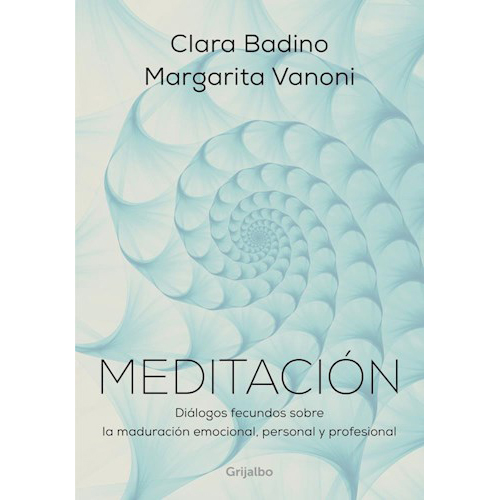 Clara Badino
Margarita Vanoni
MEDITACIÓN
Diálogos fecundos sobre
la maduración emocional, personal y profesional
Grijalbo